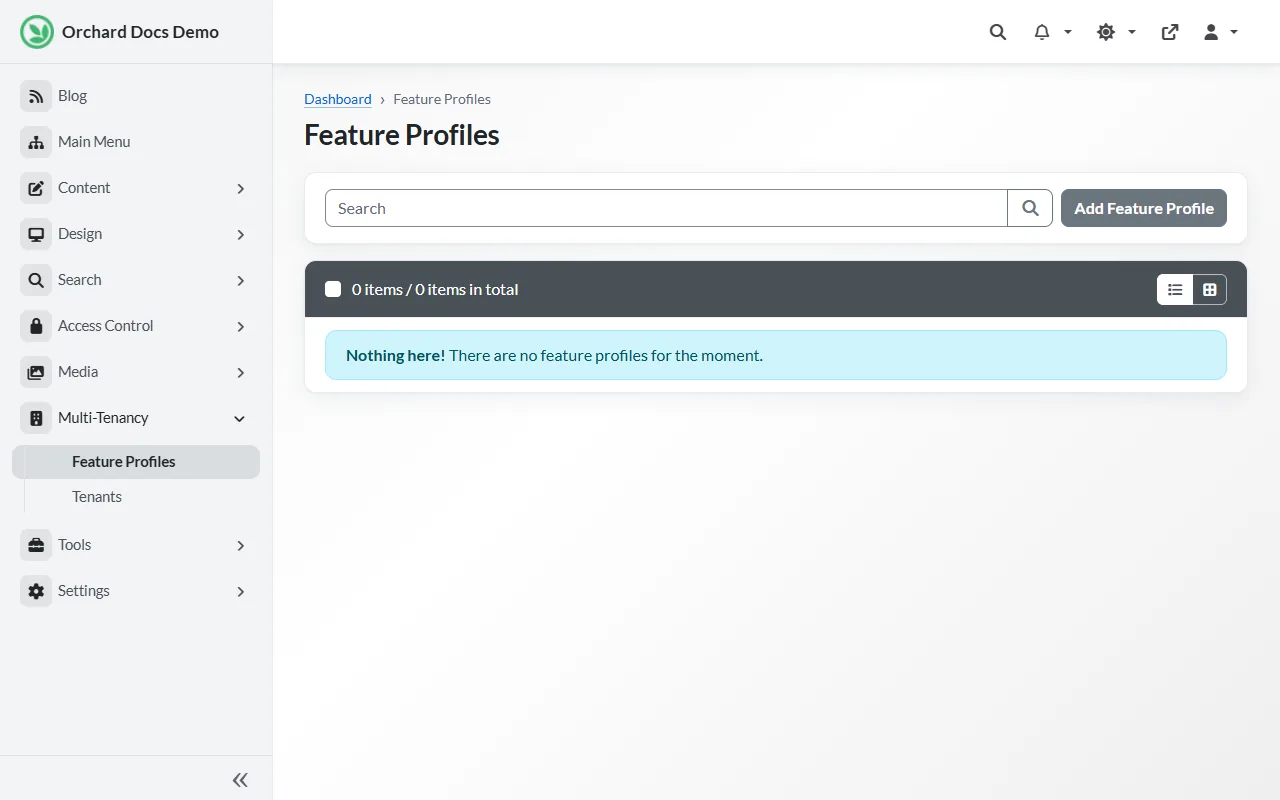 Orchard Docs Demo
Blog
Main Menu
Content
Design
Search
Access Control
Media
Multi-Tenancy
Feature Profiles
Tenants
Tools
Settings
Dashboard › Feature Profiles
Feature Profiles
Search
Add Feature Profile
0 items / 0 items in total
Nothing here! There are no feature profiles for the moment.